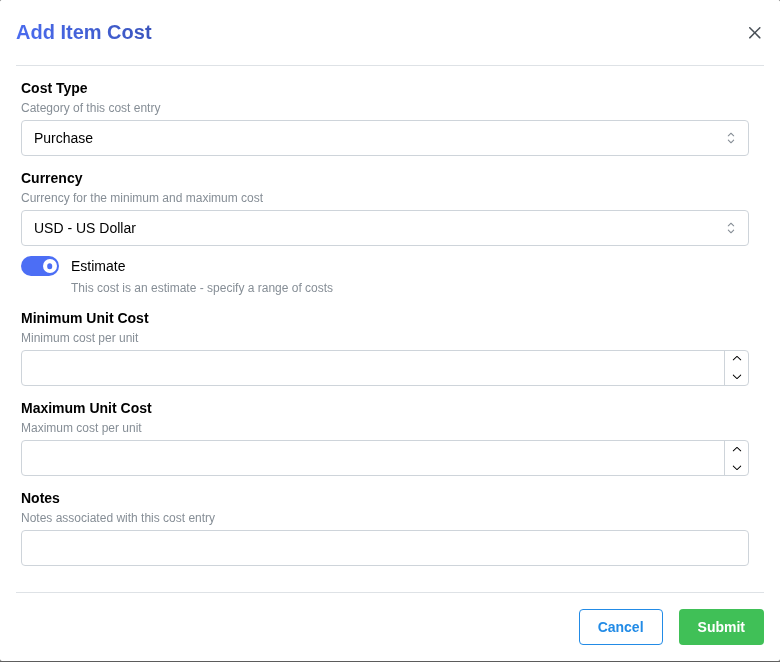 Add Item Cost
Cost Type
Category of this cost entry
Purchase
Currency
Currency for the minimum and maximum cost
USD - US Dollar
Estimate
This cost is an estimate - specify a range of costs
Minimum Unit Cost
Minimum cost per unit
Maximum Unit Cost
Maximum cost per unit
Notes
Notes associated with this cost entry
Cancel
Submit